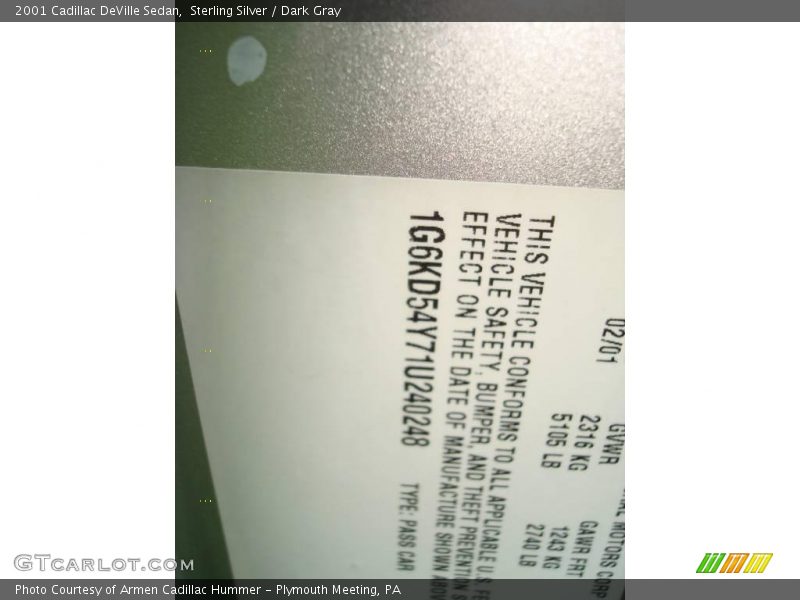 2001 Cadillac DeVille Sedan, Sterling Silver / Dark Gray
MOTORS CORP
02/01 GVWR GAWR FRT
2316 KG 1243 KG
5105 LB 2740 LB
THIS VEHICLE CONFORMS TO ALL APPLICABLE U.S.
VEHICLE SAFETY, BUMPER, AND THEFT PREVENTION
EFFECT ON THE DATE OF MANUFACTURE SHOWN
1G6KD54Y71U240248 TYPE: PASS CAR
GTCARLOT.COM
Photo Courtesy of Armen Cadillac Hummer - Plymouth Meeting, PA